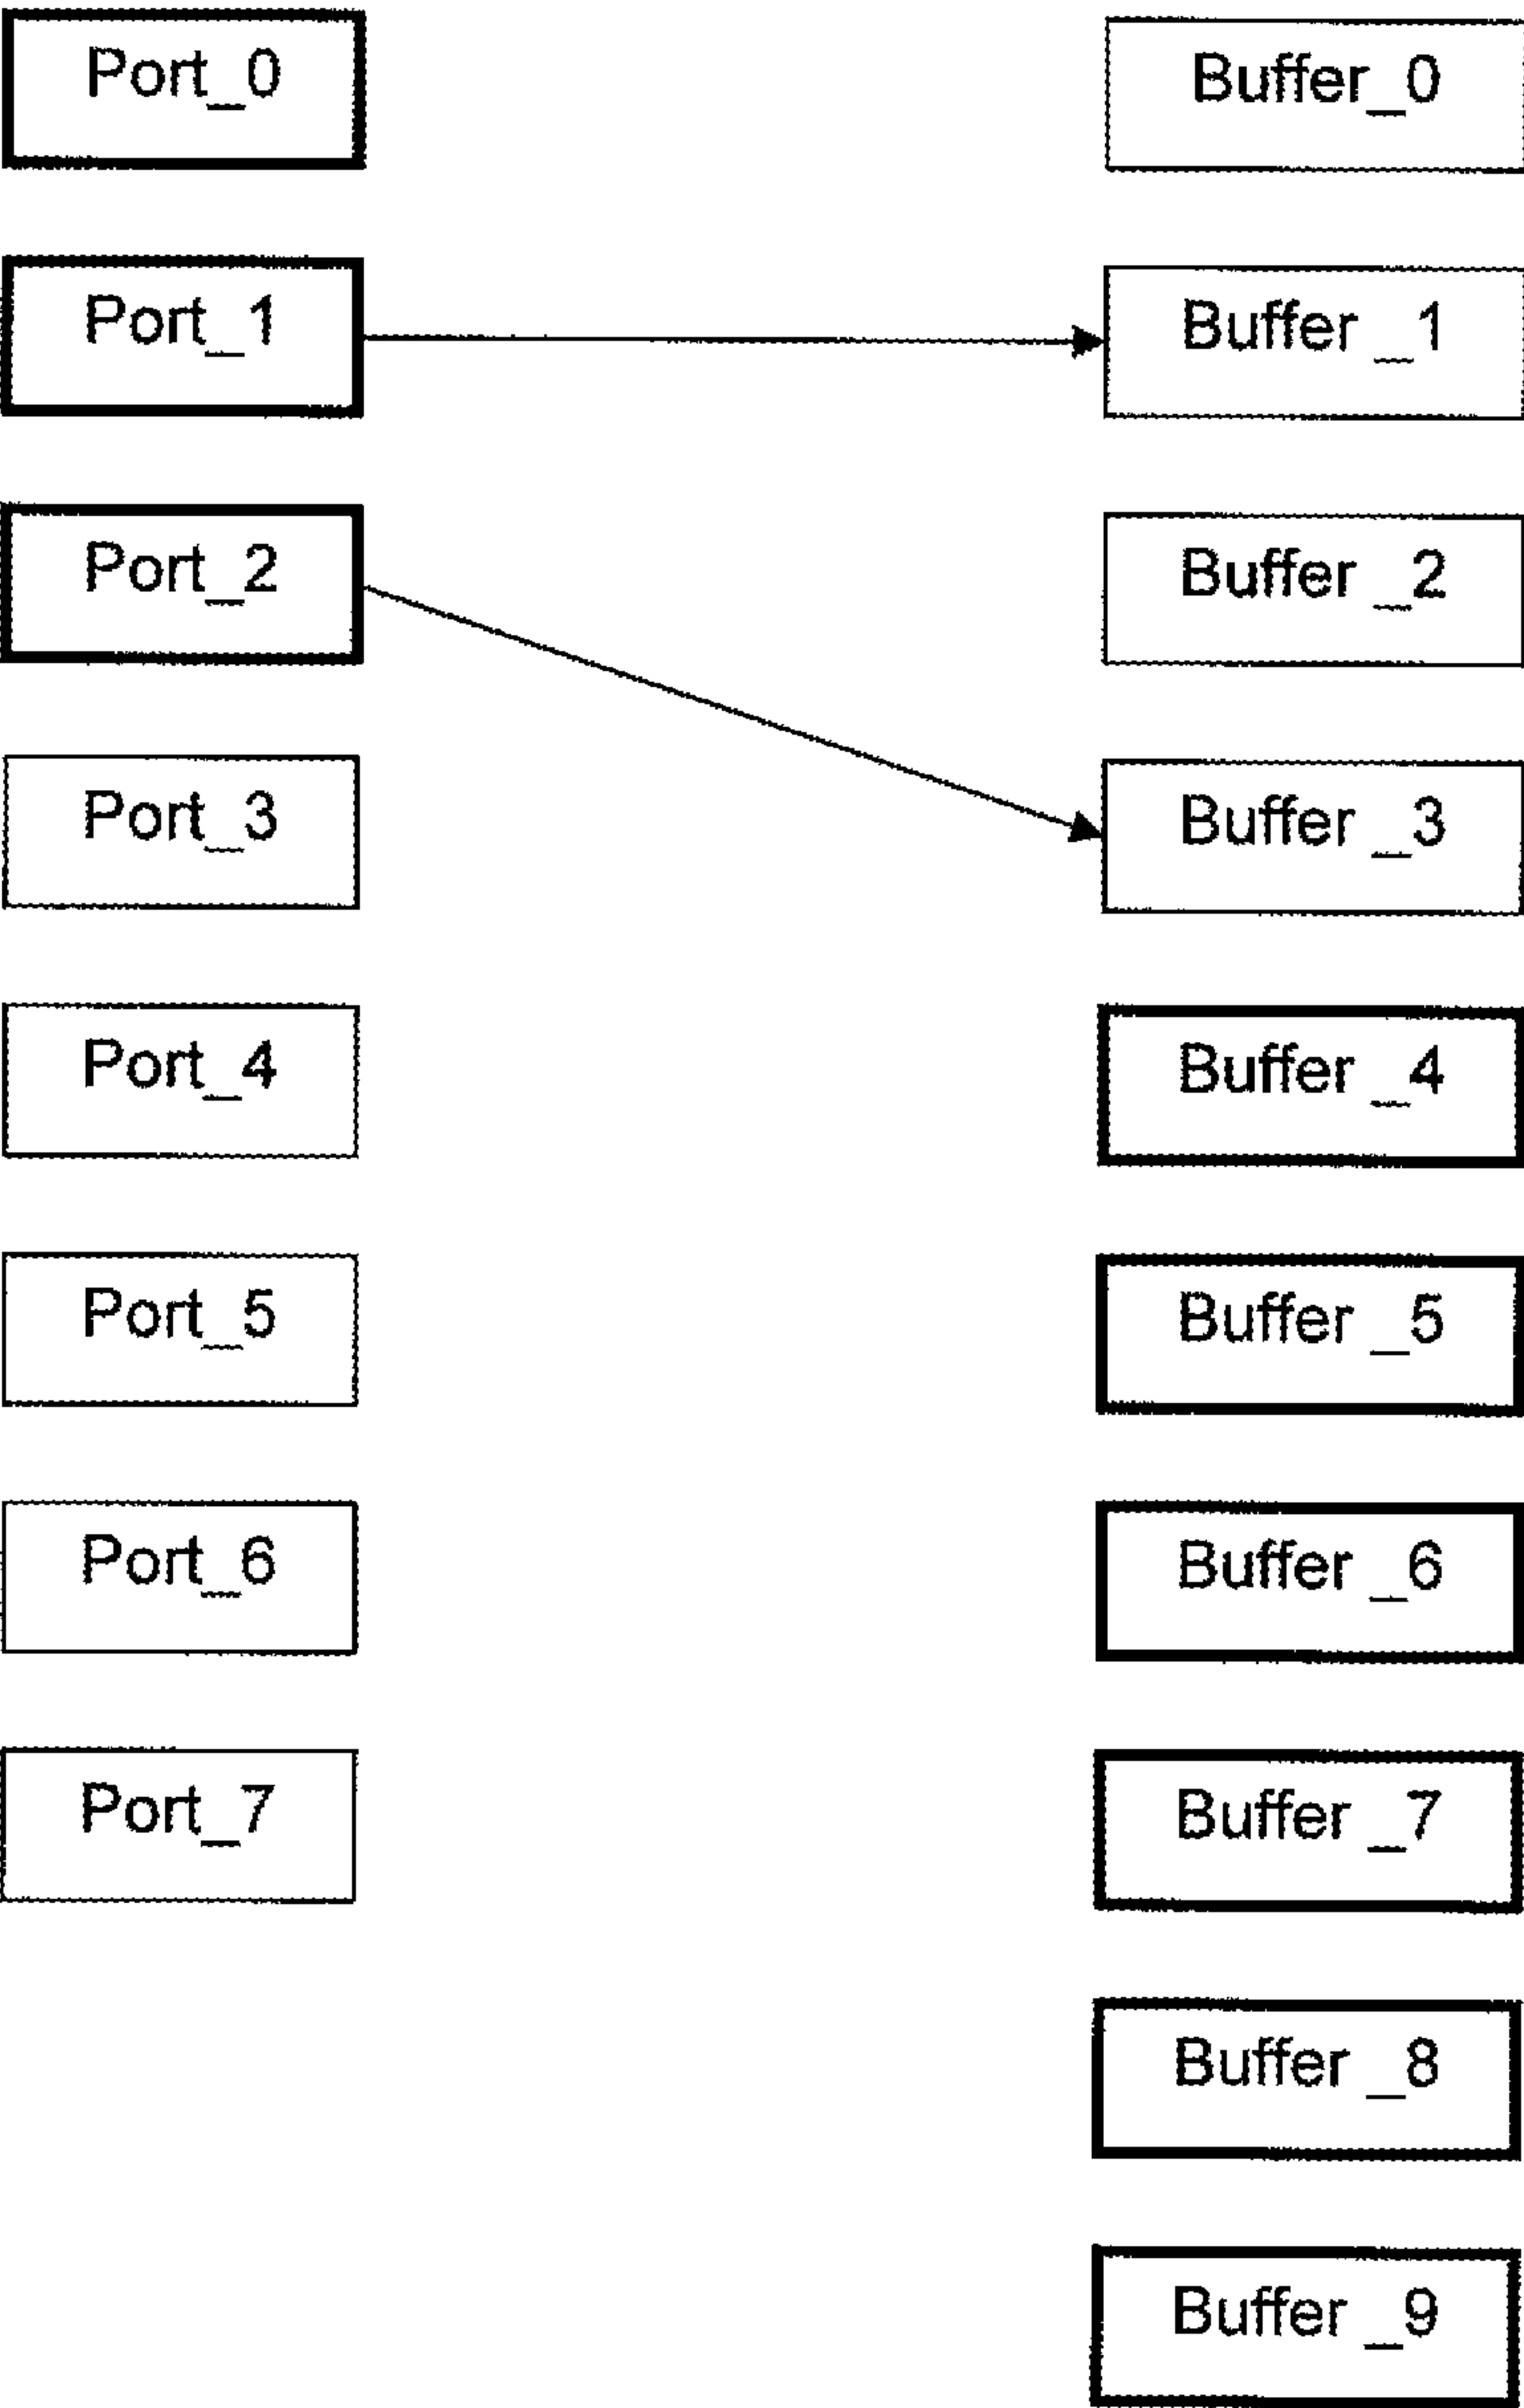 Port_0
Buffer_0
Port_1
Buffer _1
Port_2
Buffer _2
Port_3
Buffer _3
Port_4
Buffer _4
Port_5
Buffer _5
Port_6
Buffer _6
Port_7
Buffer _7
Buffer _8
Buffer _9